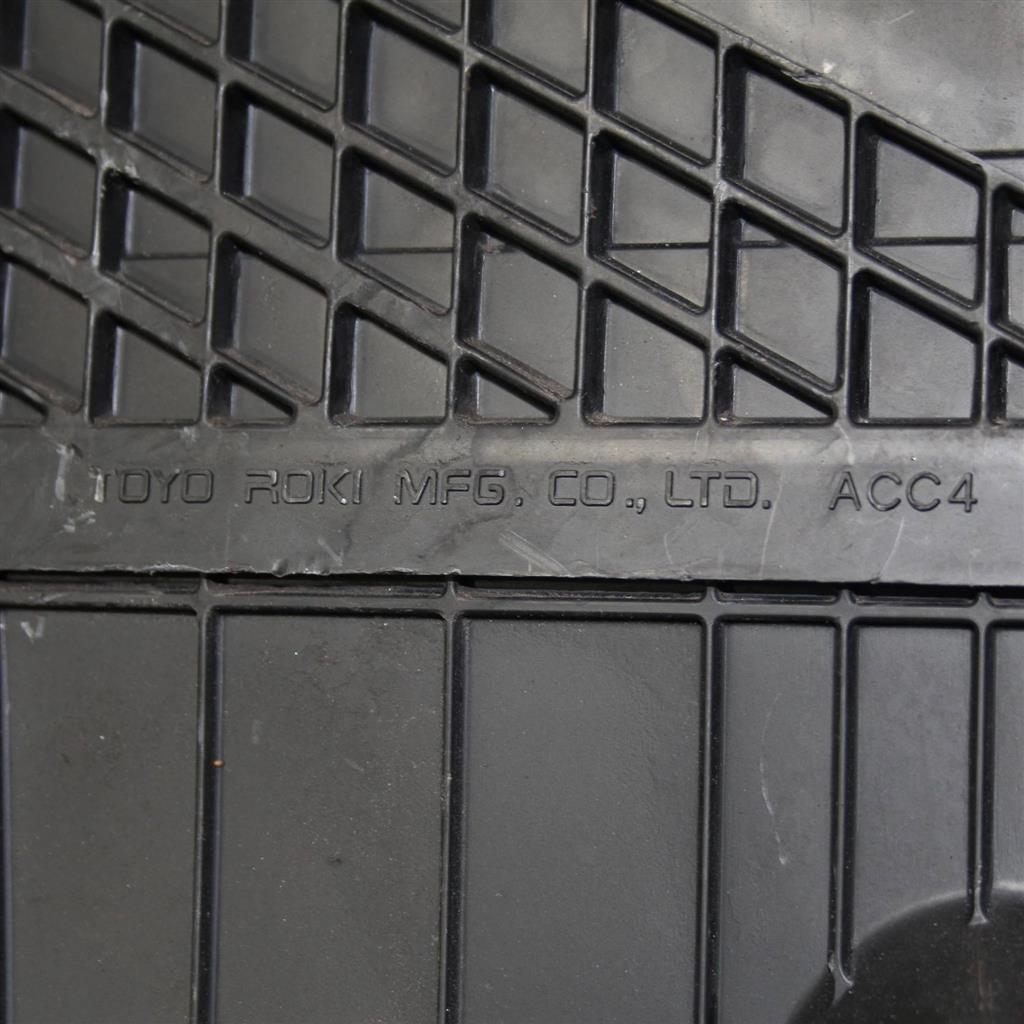 TOYO ROKI MFG. CO., LTD. ACC4